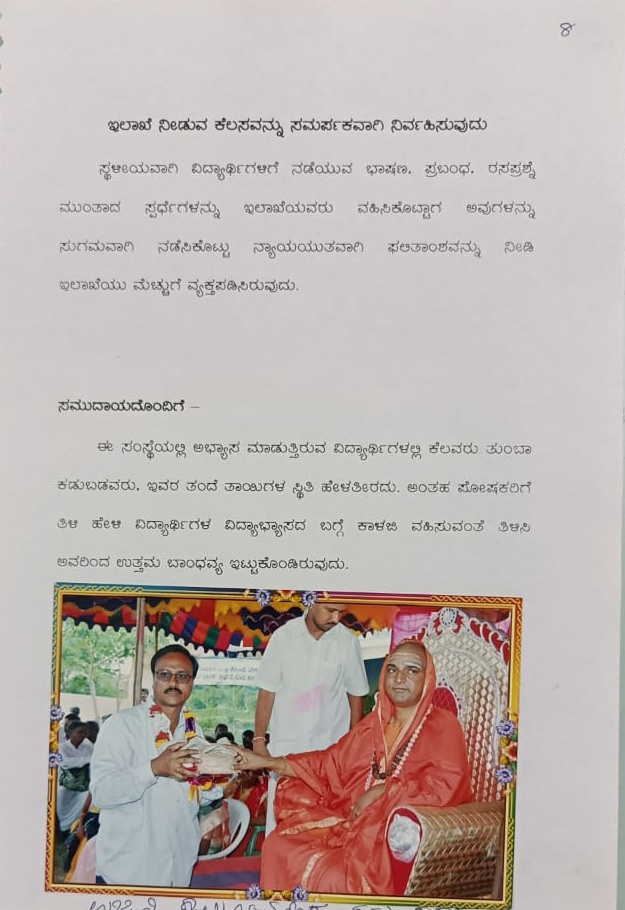 8
ಇಲಾಖೆ ನೀಡುವ ಕೆಲಸವನ್ನು ಸಮರ್ಪಕವಾಗಿ ನಿರ್ವಹಿಸುವುದು
ಸ್ಥಳೀಯವಾಗಿ ವಿದ್ಯಾರ್ಥಿಗಳಿಗೆ ನಡೆಯುವ ಭಾಷಣ, ಪ್ರಬಂಧ, ರಸಪ್ರಶ್ನೆ
ಮುಂತಾದ ಸ್ಪರ್ಧೆಗಳನ್ನು ಇಲಾಖೆಯವರು ವಹಿಸಿಕೊಟ್ಟಾಗ ಅವುಗಳನ್ನು
ಸುಗಮವಾಗಿ ನಡೆಸಿಕೊಟ್ಟು ನ್ಯಾಯಯುತವಾಗಿ ಫಲಿತಾಂಶವನ್ನು ನೀಡಿ
ಇಲಾಖೆಯು ಮೆಚ್ಚುಗೆ ವ್ಯಕ್ತಪಡಿಸಿರುವುದು.
ಸಮುದಾಯದೊಂದಿಗೆ –
ಈ ಸಂಸ್ಥೆಯಲ್ಲಿ ಅಭ್ಯಾಸ ಮಾಡುತ್ತಿರುವ ವಿದ್ಯಾರ್ಥಿಗಳಲ್ಲಿ ಕೆಲವರು ತುಂಬಾ
ಕಡುಬಡವರು, ಇವರ ತಂದೆ ತಾಯಿಗಳ ಸ್ಥಿತಿ ಹೇಳತೀರದು. ಅಂತಹ ಪೋಷಕರಿಗೆ
ತಿಳಿ ಹೇಳಿ ವಿದ್ಯಾರ್ಥಿಗಳ ವಿದ್ಯಾಭ್ಯಾಸದ ಬಗ್ಗೆ ಕಾಳಜಿ ವಹಿಸುವಂತೆ ತಿಳಿಸಿ
ಅವರಿಂದ ಉತ್ತಮ ಬಾಂಧವ್ಯ ಇಟ್ಟುಕೊಂಡಿರುವುದು.